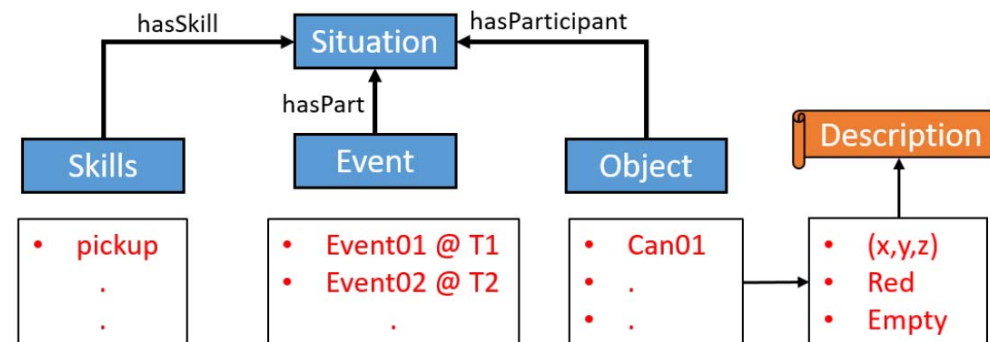 hasSkill
Situation
hasParticipant
hasPart
Skills
Event
Object
Description
• pickup
.
.
• Event01 @ T1
• Event02 @ T2
.
• Can01
• .
• .
• (x,y,z)
• Red
• Empty